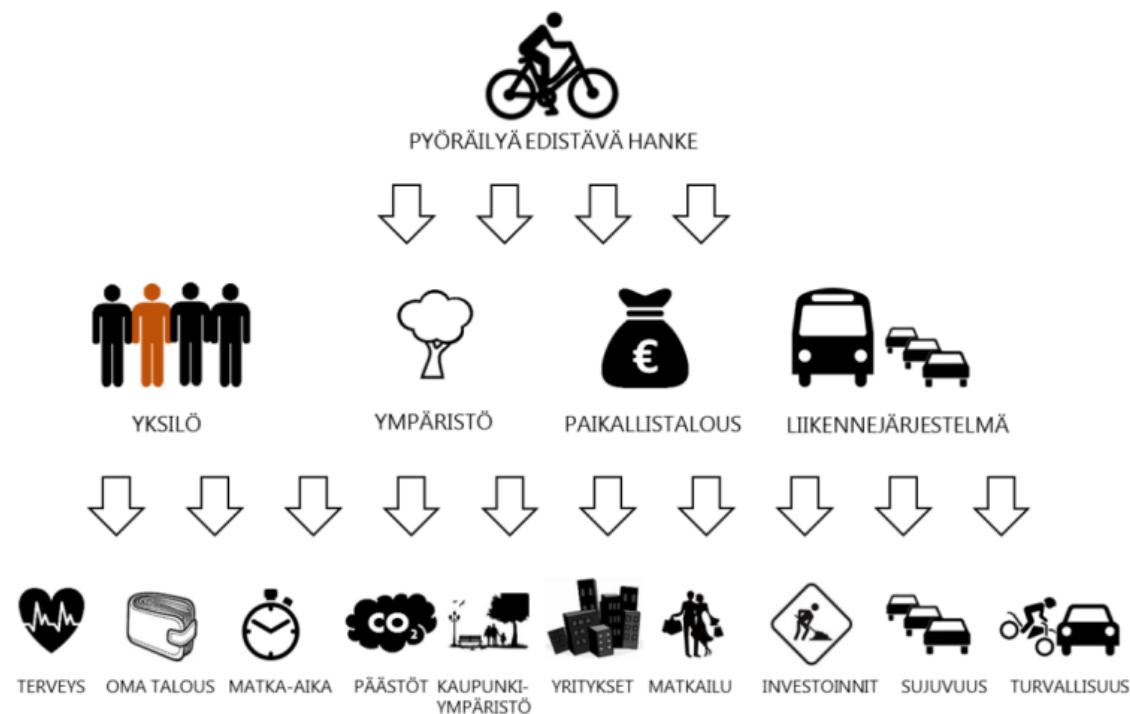 PYÖRÄILYÄ EDISTÄVÄ HANKE
€
YKSILÖ
YMPÄRISTÖ
PAIKALLISTALOUS
LIIKENNEJÄRJESTELMÄ
CO2
TERVEYS
OMA TALOUS
MATKA-AIKA
PÄÄSTÖT
KAUPUNKI-
YMPÄRISTÖ
YRITYKSET
MATKAILU
INVESTOINNIT
SUJUVUUS
TURVALLISUUS